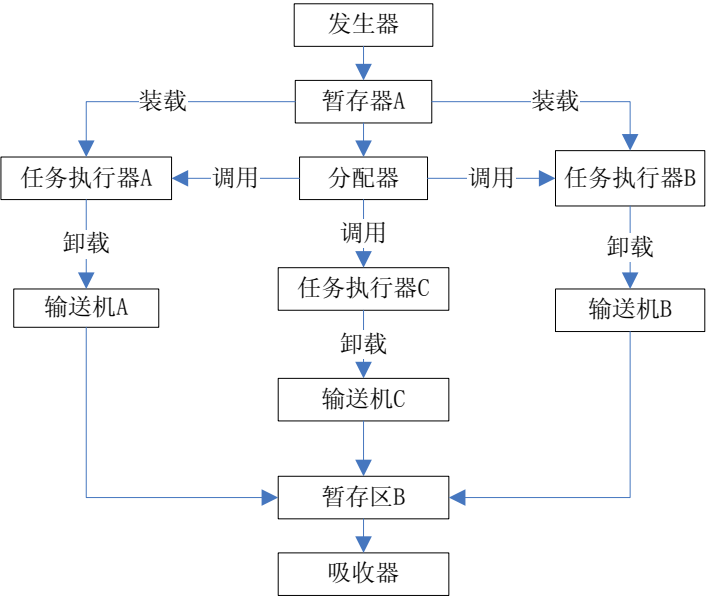 发生器
装载
暂存器A
装载
任务执行器A
调用
分配器
调用
任务执行器B
卸载
调用
卸载
任务执行器C
输送机A
输送机B
卸载
输送机C
暂存区B
吸收器